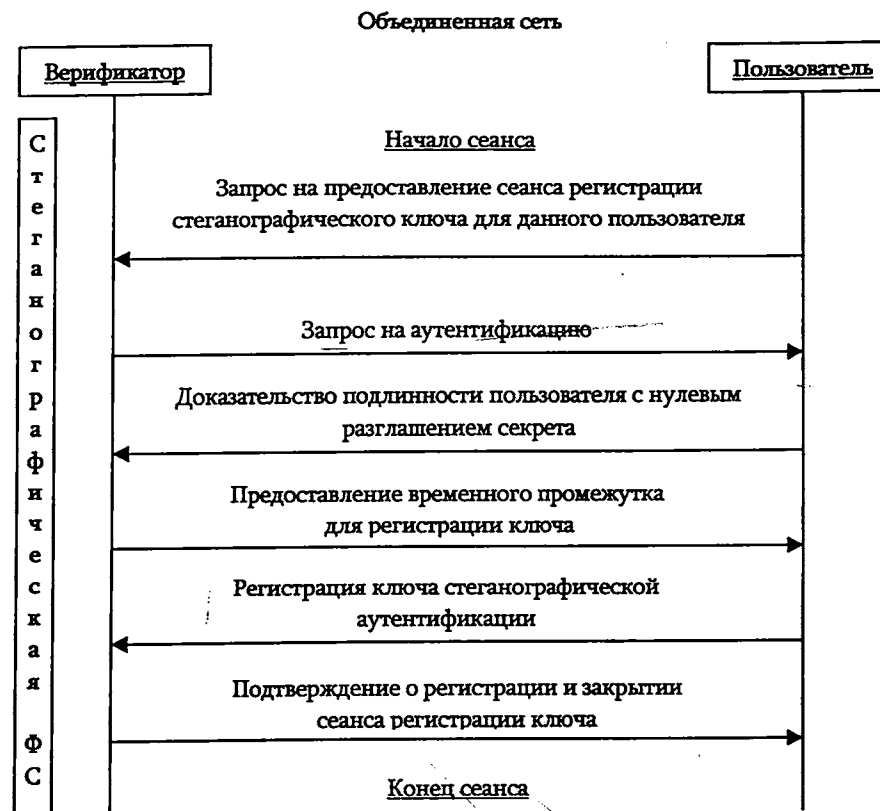 Объединенная сеть
Верификатор
Пользователь
Стеганографическая ФС
Начало сеанса
Запрос на предоставление сеанса регистрации
стеганографического ключа для данного пользователя
Запрос на аутентификацию
Доказательство подлинности пользователя с нулевым
разглашением секрета
Предоставление временного промежутка
для регистрации ключа
Регистрация ключа стеганографической
аутентификации
Подтверждение о регистрации и закрытии
сеанса регистрации ключа
Конец сеанса